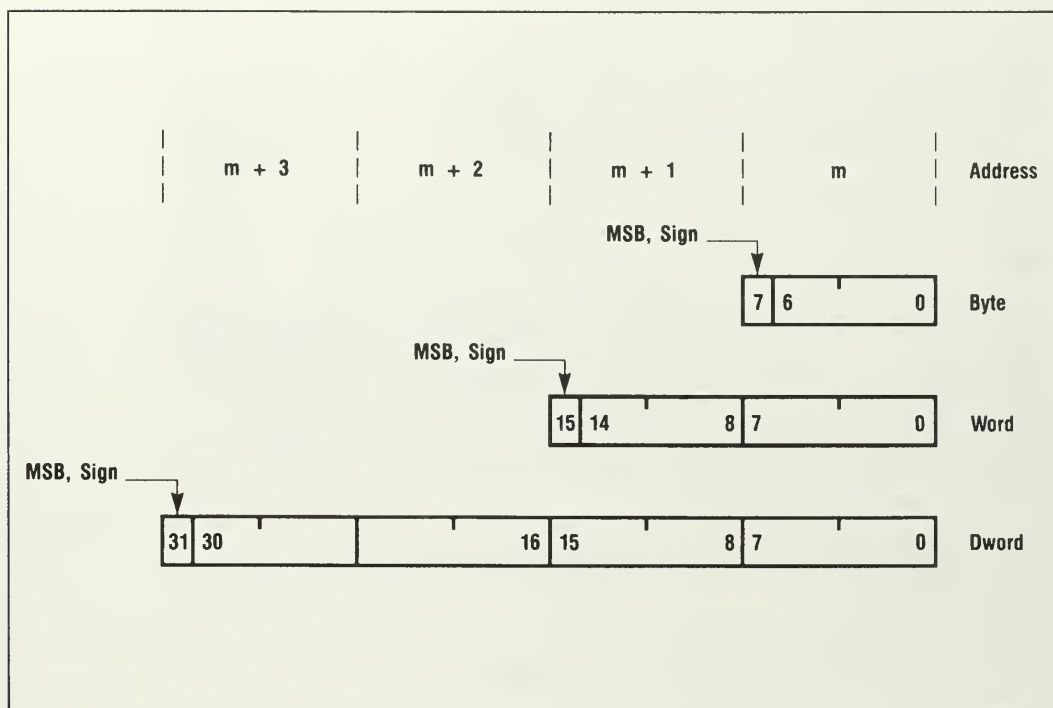 m + 3 m + 2 m + 1 m Address
MSB, Sign
7 6 0 Byte
MSB, Sign
15 14 8 7 0 Word
MSB, Sign
31 30 16 15 8 7 0 Dword